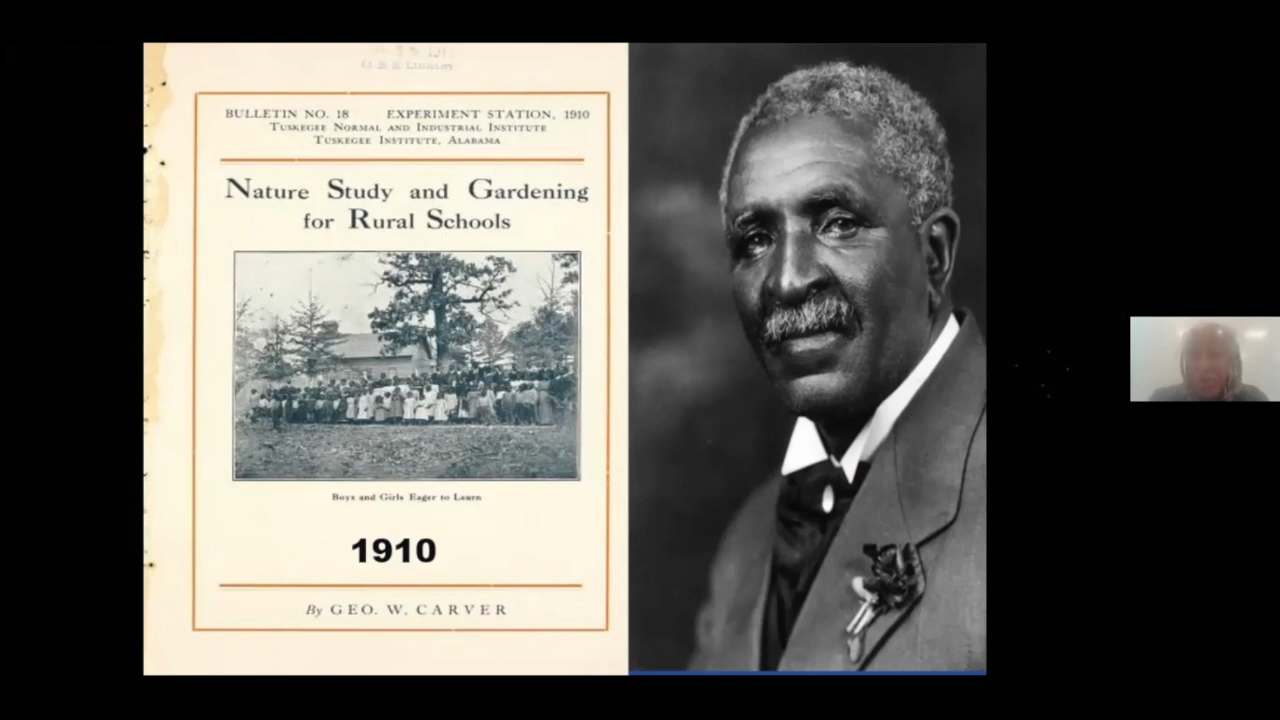 BULLETIN NO. 18 EXPERIMENT STATION, 1910
TUSKEGEE NORMAL AND INDUSTRIAL INSTITUTE
TUSKEGEE INSTITUTE, ALABAMA
Nature Study and Gardening
for Rural Schools
Boys and Girls Eager to Learn
1910
By GEO. W. CARVER